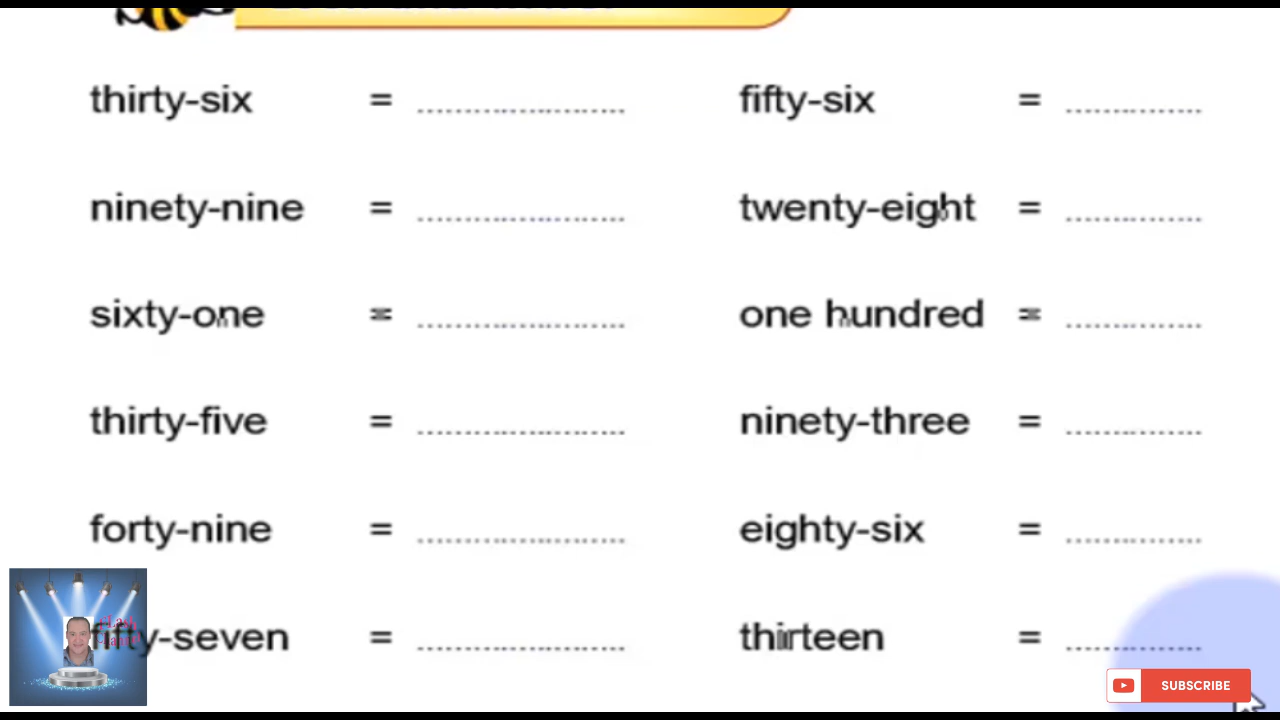 thirty-six = ........................ fifty-six = ................
ninety-nine = ........................ twenty-eight = ................
sixty-one = ........................ one hundred = ................
thirty-five = ........................ ninety-three = ................
forty-nine = ........................ eighty-six = ................
fifty-seven = ........................ thirteen = ................
SUBSCRIBE